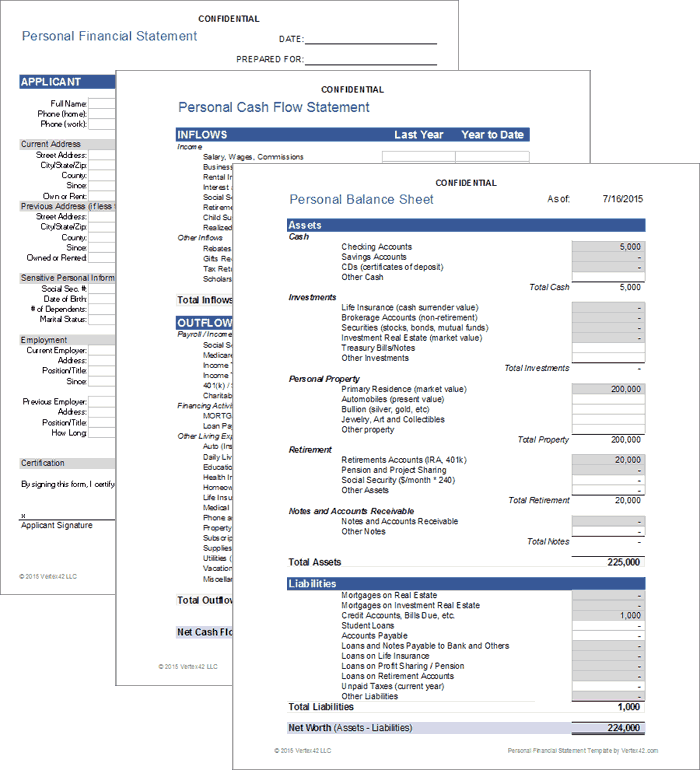 CONFIDENTIAL
Personal Financial Statement
DATE:
PREPARED FOR:
APPLICANT
Full Name:
Phone (home):
Phone (work):
Current Address
Street Address:
City/State/Zip:
County:
Since:
Own or Rent:
Previous Address (if less
Street Address:
City/State/Zip:
County:
Since:
Owned or Rented:
Sensitive Personal Inform
Social Sec. #:
Date of Birth:
# of Dependents:
Marital Status:
Employment
Current Employer:
Address:
Position/Title:
Since:
Previous Employer:
Address:
Position/Title:
How Long:
Certification
By signing this form, I certify
x
Applicant Signature
© 2015 Vertex42 LLC
CONFIDENTIAL
Personal Cash Flow Statement
INFLOWS Last Year Year to Date
Income
Salary, Wages, Commissions
Busines
Rental In
Interest
Social S
Retireme
Child Su
Realized
Other Inflows
Rebates
Gifts Re
Tax Retu
Scholars
Total Inflows
OUTFLOW
Payroll / Income
Social S
Medicare
Income T
Income T
401(k) /
Charitab
Financing Activi
MORTG
Loan Pay
Other Living Exp
Auto (Ins
Daily Liv
Educatio
Health In
Homeow
Life Insu
Medical
Phone a
Property
Subscrip
Supplies
Utilities (
Vacation
Miscella
Total Outflow
Net Cash Flo
© 2015 Vertex42 LLC
CONFIDENTIAL
Personal Balance Sheet As of: 7/16/2015
Assets
Cash
Checking Accounts 5,000
Savings Accounts -
CDs (certificates of deposit) -
Other Cash
Total Cash 5,000
Investments
Life Insurance (cash surrender value) -
Brokerage Accounts (non-retirement) -
Securities (stocks, bonds, mutual funds) -
Investment Real Estate (market value) -
Treasury Bills/Notes
Other Investments
Total Investments -
Personal Property
Primary Residence (market value) 200,000
Automobiles (present value)
Bullion (silver, gold, etc)
Jewelry, Art and Collectibles
Other property
Total Property 200,000
Retirement
Retirements Accounts (IRA, 401k) 20,000
Pension and Project Sharing -
Social Security ($/month * 240) -
Other Assets -
Total Retirement 20,000
Notes and Accounts Receivable
Notes and Accounts Receivable -
Other Notes -
Total Notes -
Total Assets 225,000
Liabilities
Mortgages on Real Estate -
Mortgages on Investment Real Estate -
Credit Accounts, Bills Due, etc. 1,000
Student Loans -
Accounts Payable -
Loans and Notes Payable to Bank and Others -
Loans on Life Insurance -
Loans on Profit Sharing / Pension -
Loans on Retirement Accounts -
Unpaid Taxes (current year) -
Other Liabilities -
Total Liabilities 1,000
Net Worth (Assets - Liabilities) 224,000
© 2015 Vertex42 LLC Personal Financial Statement Template by Vertex42.com